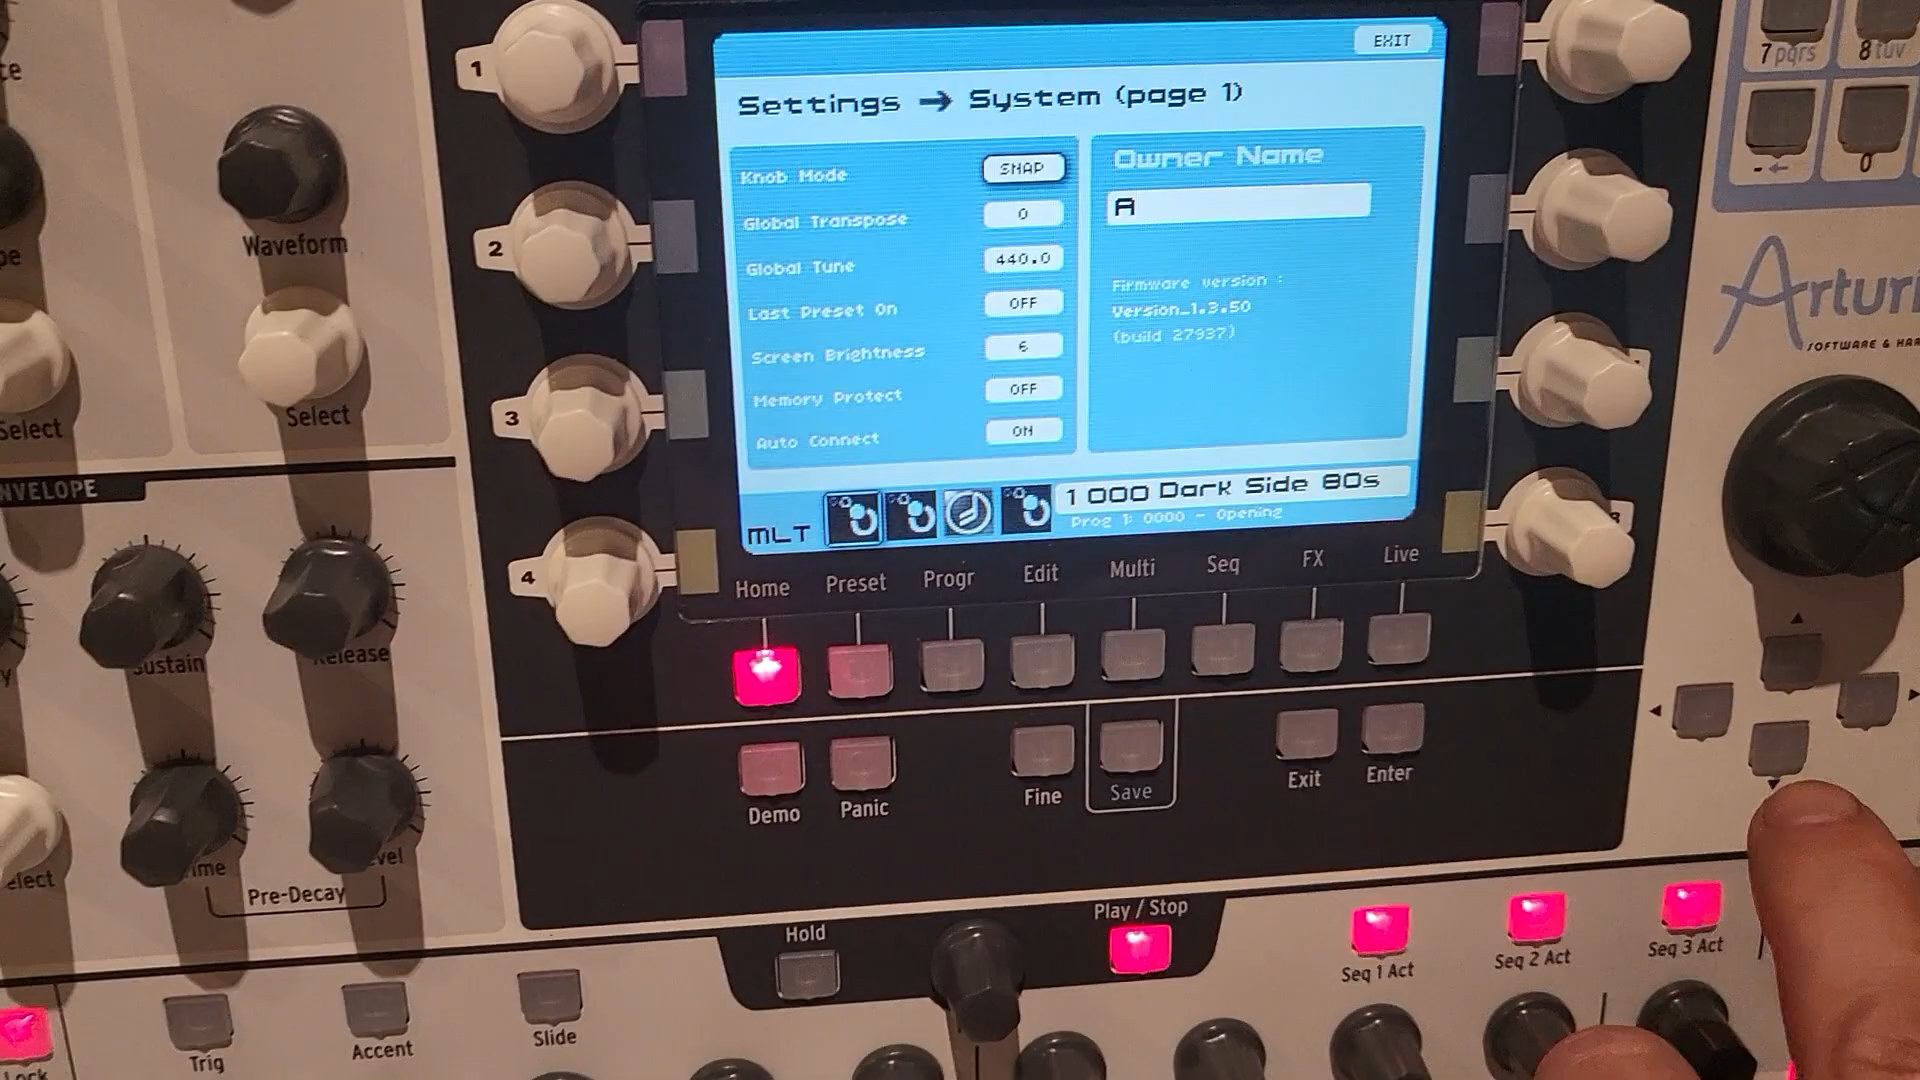 EXIT
Settings → System (page 1)
Knob Mode SNAP
Global Transpose 0
Global Tune 440.0
Last Preset On OFF
Screen Brightness 6
Memory Protect OFF
Auto Connect ON
Owner Name
A
Firmware version :
Version_1.3.50
(build 27937)
MLT
1 000 Dark Side 80s
Prog 1: 0000 - Opening
1
2
3
4
Home Preset Progr Edit Multi Seq FX Live
Demo Panic Fine Save Exit Enter
Waveform
Select
Select
Sustain
Release
Pre-Decay
Hold
Play / Stop
Seq 1 Act
Seq 2 Act
Seq 3 Act
Trig
Accent
Slide
Lock
7 pqrs
8 tuv
0
Arturi
SOFTWARE & HAR